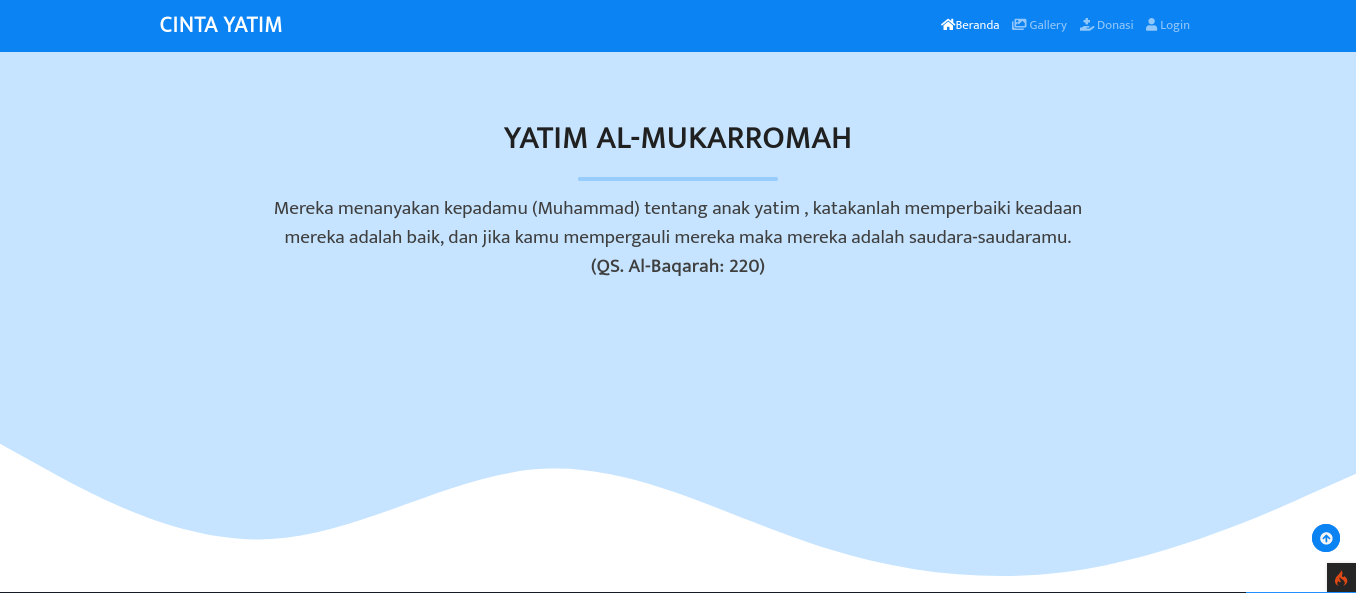 CINTA YATIM
Beranda Gallery Donasi Login
YATIM AL-MUKARROMAH
Mereka menanyakan kepadamu (Muhammad) tentang anak yatim , katakanlah memperbaiki keadaan
mereka adalah baik, dan jika kamu mempergauli mereka maka mereka adalah saudara-saudaramu.
(QS. Al-Baqarah: 220)